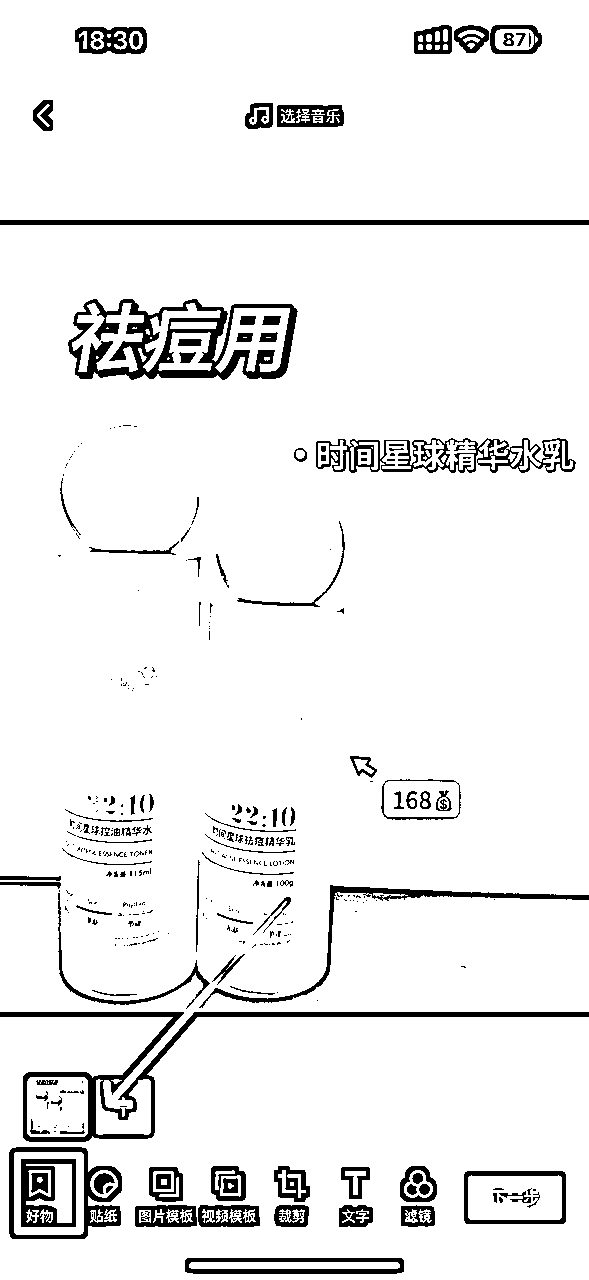 18:30
87
选择音乐
祛痘用
时间星球精华水乳
168
22:10
22:10
时间星球控油精华水
时间星球祛痘精华乳
ESSENCE TONER
ESSENCE LOTION
净含量 115ml
净含量 100g
好物
贴纸
图片模板
视频模板
裁剪
文字
滤镜
下一步